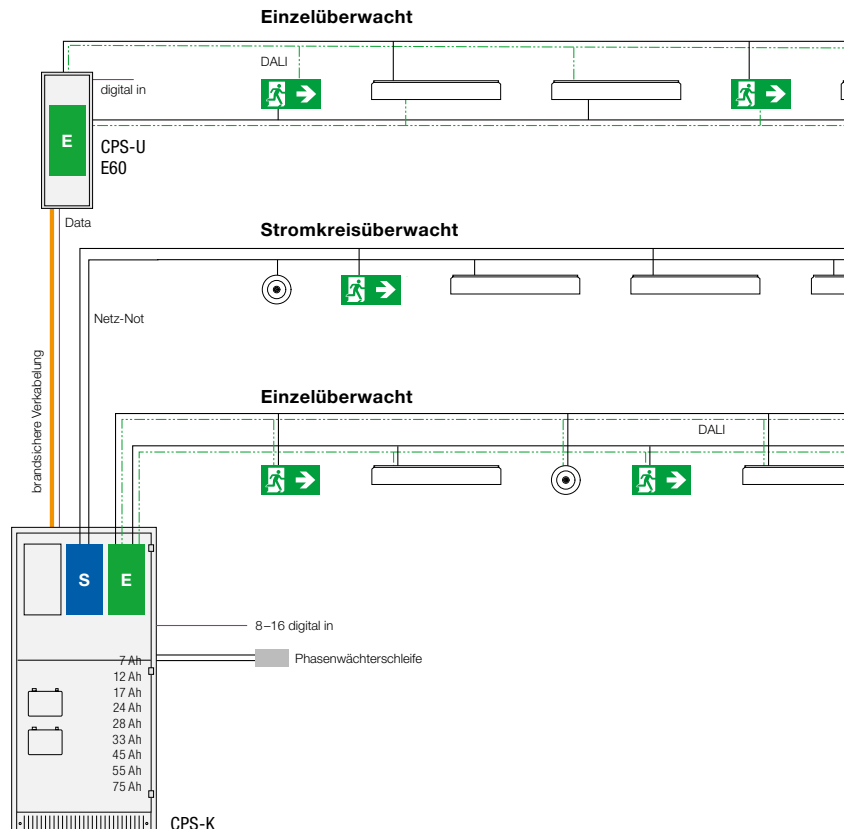 Einzelüberwacht
DALI
digital in
E
CPS-U
E60
Data
Stromkreisüberwacht
Netz-Not
brandsichere Verkabelung
Einzelüberwacht
DALI
S
E
8–16 digital in
Phasenwächterschleife
7 Ah
12 Ah
17 Ah
24 Ah
28 Ah
33 Ah
45 Ah
55 Ah
75 Ah
CPS-K